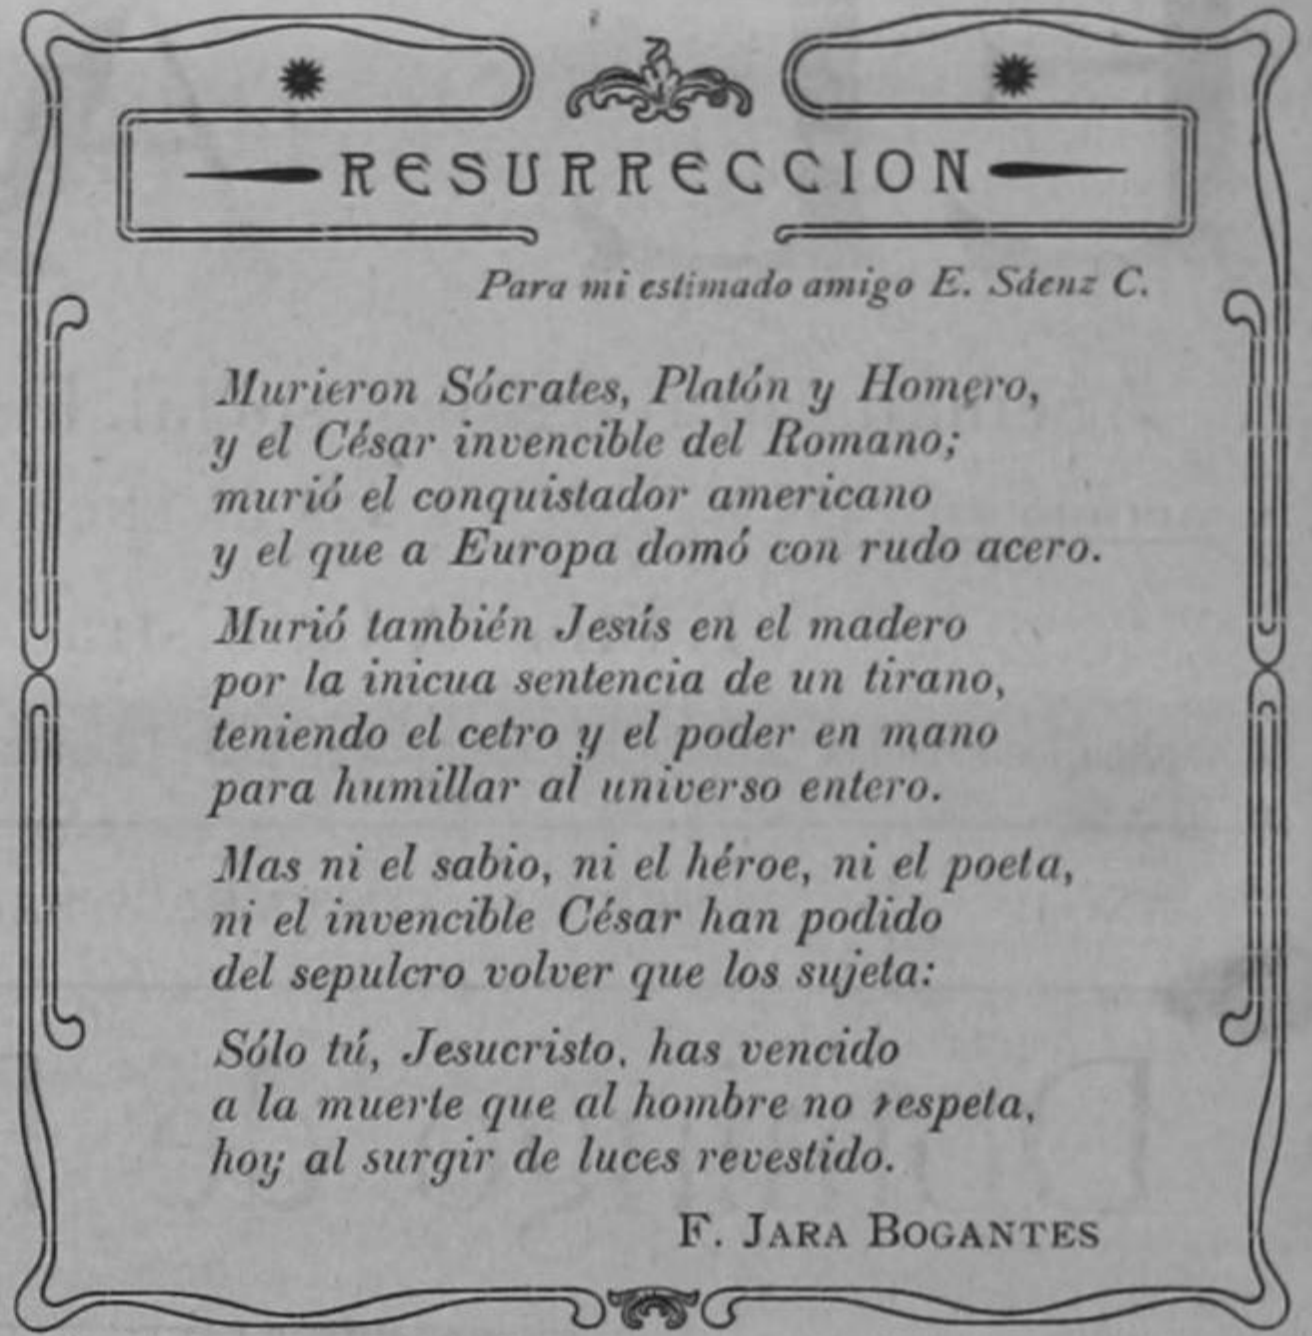 RESURRECCION
Para mi estimado amigo E. Sáenz C.
Murieron Sócrates, Platón y Homero,
y el César invencible del Romano;
murió el conquistador americano
y el que a Europa domó con rudo acero.
Murió también Jesús en el madero
por la inicua sentencia de un tirano,
teniendo el cetro y el poder en mano
para humillar al universo entero.
Mas ni el sabio, ni el héroe, ni el poeta,
ni el invencible César han podido
del sepulcro volver que los sujeta:
Sólo tú, Jesucristo, has vencido
a la muerte que al hombre no respeta,
hoy al surgir de luces revestido.
F. JARA BOGANTES